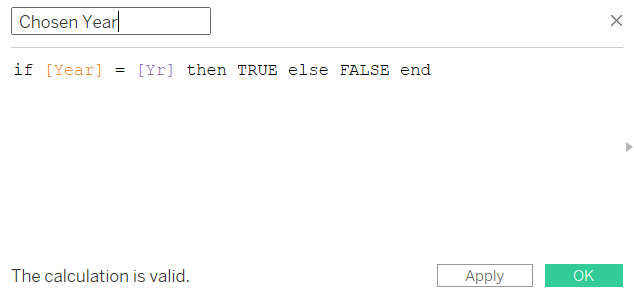 Chosen Year
if [Year] = [Yr] then TRUE else FALSE end
The calculation is valid.
Apply
OK